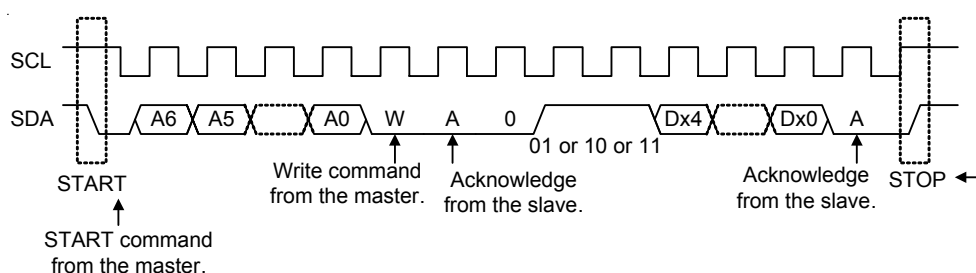 SCL
SDA
A6 A5 A0 W A 0 Dx4 Dx0 A
01 or 10 or 11
START
Write command
from the master.
Acknowledge
from the slave.
Acknowledge
from the slave.
STOP
START command
from the master.